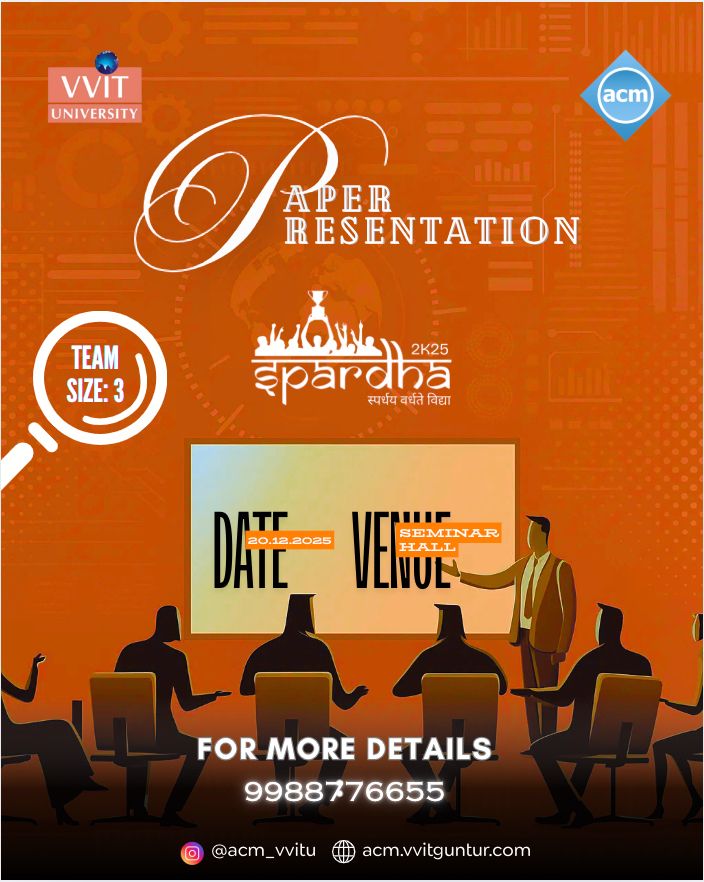 VVIT
UNIVERSITY
acm
PAPER
PRESENTATION
2K25
spardha
स्पर्धय वर्धते विद्या
TEAM
SIZE: 3
DATE
20.12.2025
VENUE
SEMINAR
HALL
FOR MORE DETAILS
9988776655
@acm_vvitu acm.vvitguntur.com